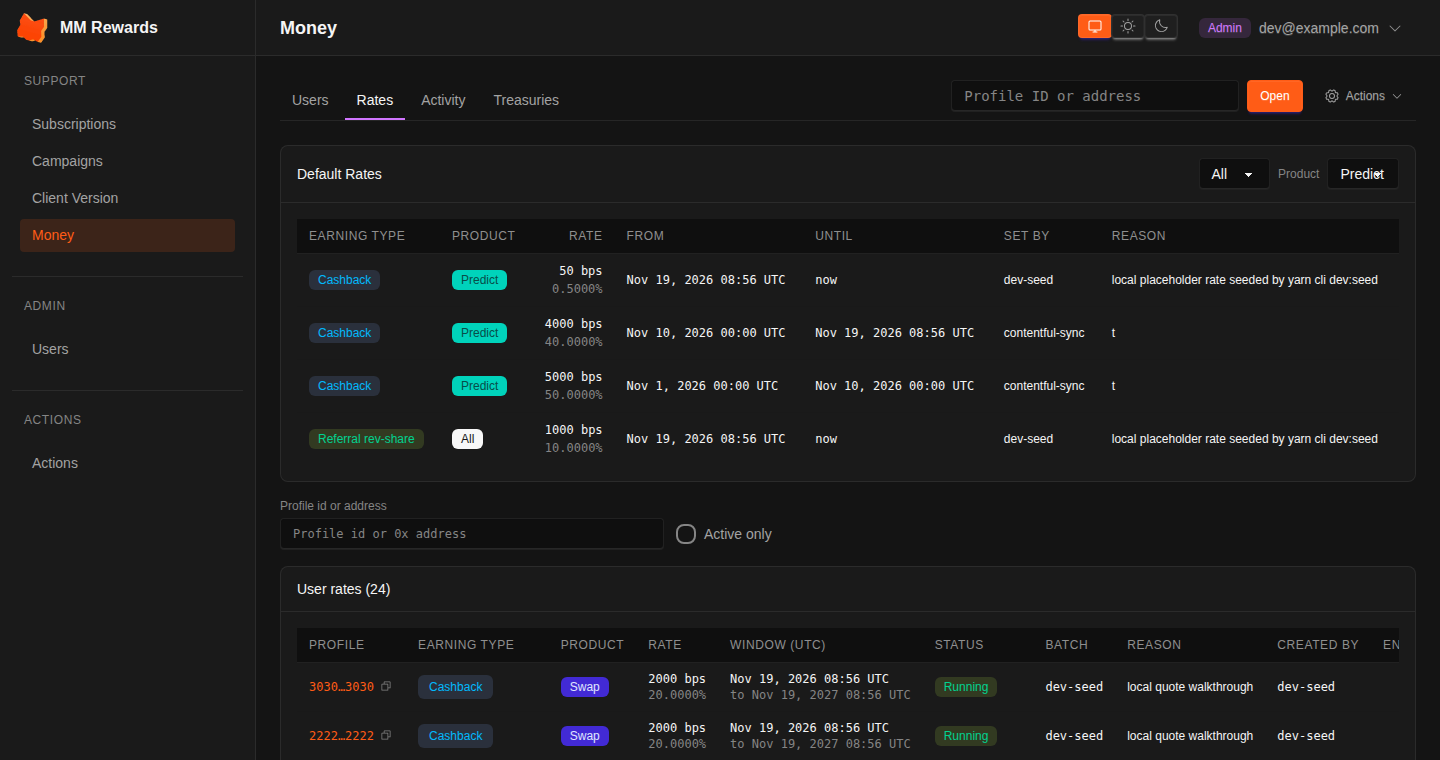 MM Rewards
Money
Admin dev@example.com
SUPPORT
Subscriptions
Campaigns
Client Version
Money
ADMIN
Users
ACTIONS
Actions
Users Rates Activity Treasuries
Profile ID or address Open Actions
Default Rates All Product Predict
EARNING TYPE PRODUCT RATE FROM UNTIL SET BY REASON
Cashback Predict 50 bps Nov 19, 2026 08:56 UTC now dev-seed local placeholder rate seeded by yarn cli dev:seed
0.5000%
Cashback Predict 4000 bps Nov 10, 2026 00:00 UTC Nov 19, 2026 08:56 UTC contentful-sync t
40.0000%
Cashback Predict 5000 bps Nov 1, 2026 00:00 UTC Nov 10, 2026 00:00 UTC contentful-sync t
50.0000%
Referral rev-share All 1000 bps Nov 19, 2026 08:56 UTC now dev-seed local placeholder rate seeded by yarn cli dev:seed
10.0000%
Profile id or address
Profile id or 0x address Active only
User rates (24)
PROFILE EARNING TYPE PRODUCT RATE WINDOW (UTC) STATUS BATCH REASON CREATED BY EN
3030…3030 Cashback Swap 2000 bps Nov 19, 2026 08:56 UTC Running dev-seed local quote walkthrough dev-seed
20.0000% to Nov 19, 2027 08:56 UTC
2222…2222 Cashback Swap 2000 bps Nov 19, 2026 08:56 UTC Running dev-seed local quote walkthrough dev-seed
20.0000% to Nov 19, 2027 08:56 UTC